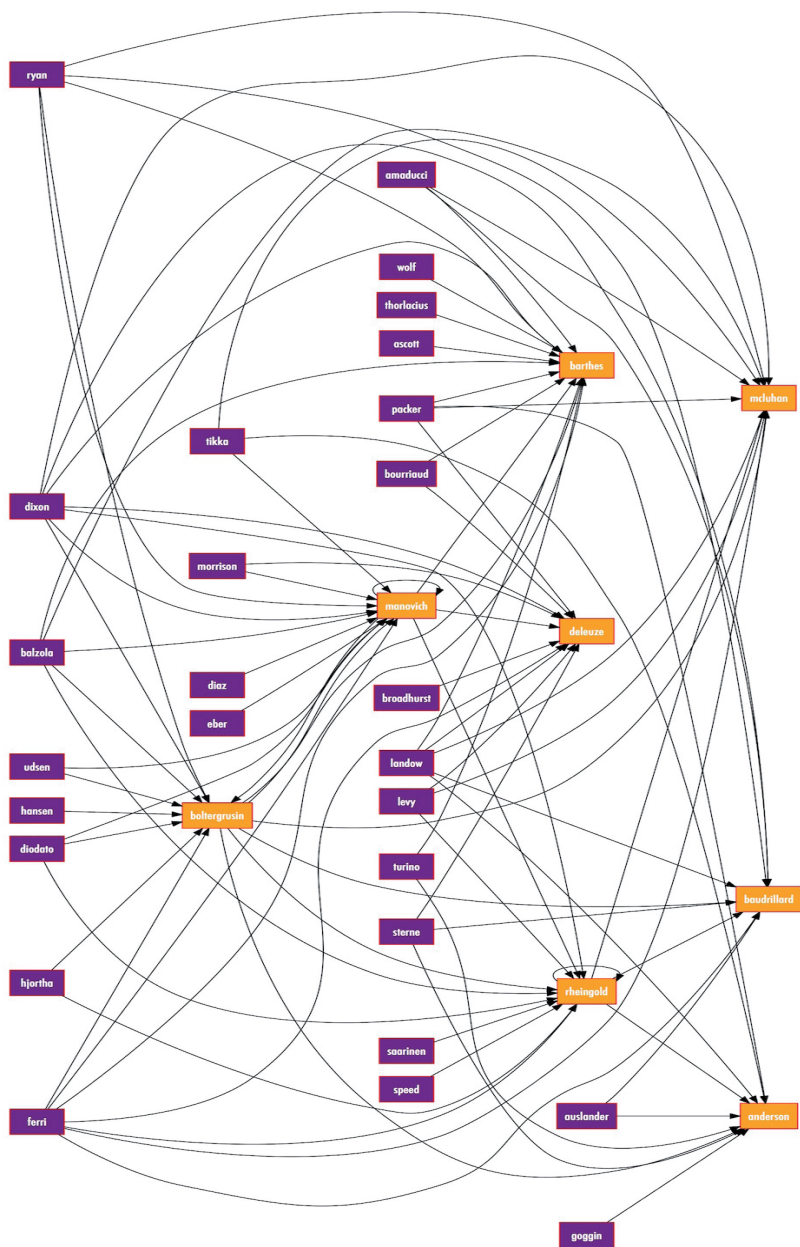 ryan
amaducci
wolf
thorlacius
ascott
barthes
mcluhan
packer
tikka
bourriaud
dixon
morrison
manovich
deleuze
balzola
diaz
broadhurst
eber
udsen
landow
levy
hansen
boltergrusin
diodato
turino
baudrillard
sterne
hjortha
rheingold
saarinen
speed
ferri
auslander
anderson
goggin